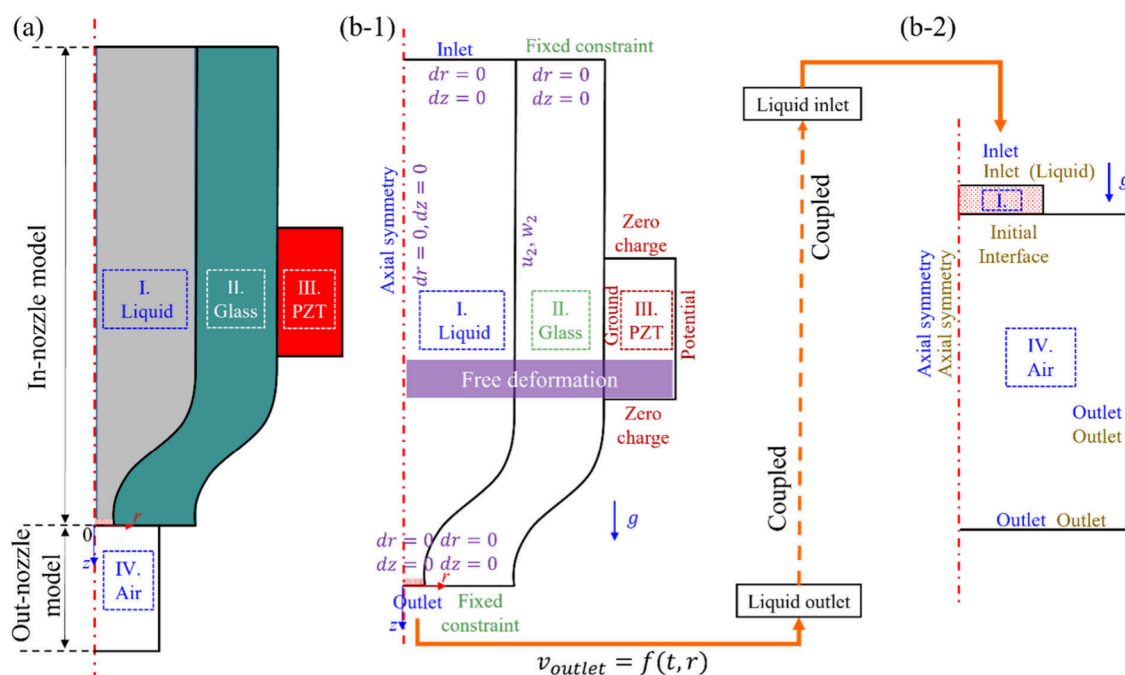 (a)
In-nozzle model
I.
Liquid
II.
Glass
III.
PZT
0
r
z
Out-nozzle
model
IV.
Air
(b-1)
Inlet
Fixed constraint
dr = 0
dz = 0
dr = 0
dz = 0
Axial symmetry
dr = 0, dz = 0
u₂, w₂
Zero
charge
I.
Liquid
II.
Glass
Ground
III.
PZT
Potential
Free deformation
Zero
charge
g
dr = 0 dr = 0
dz = 0 dz = 0
r
Outlet
z
Fixed
constraint
v_outlet = f(t, r)
Liquid inlet
Coupled
Coupled
Liquid outlet
(b-2)
Inlet
Inlet (Liquid)
g
I.
Initial
Interface
Axial symmetry
Axial symmetry
IV.
Air
Outlet
Outlet
Outlet Outlet